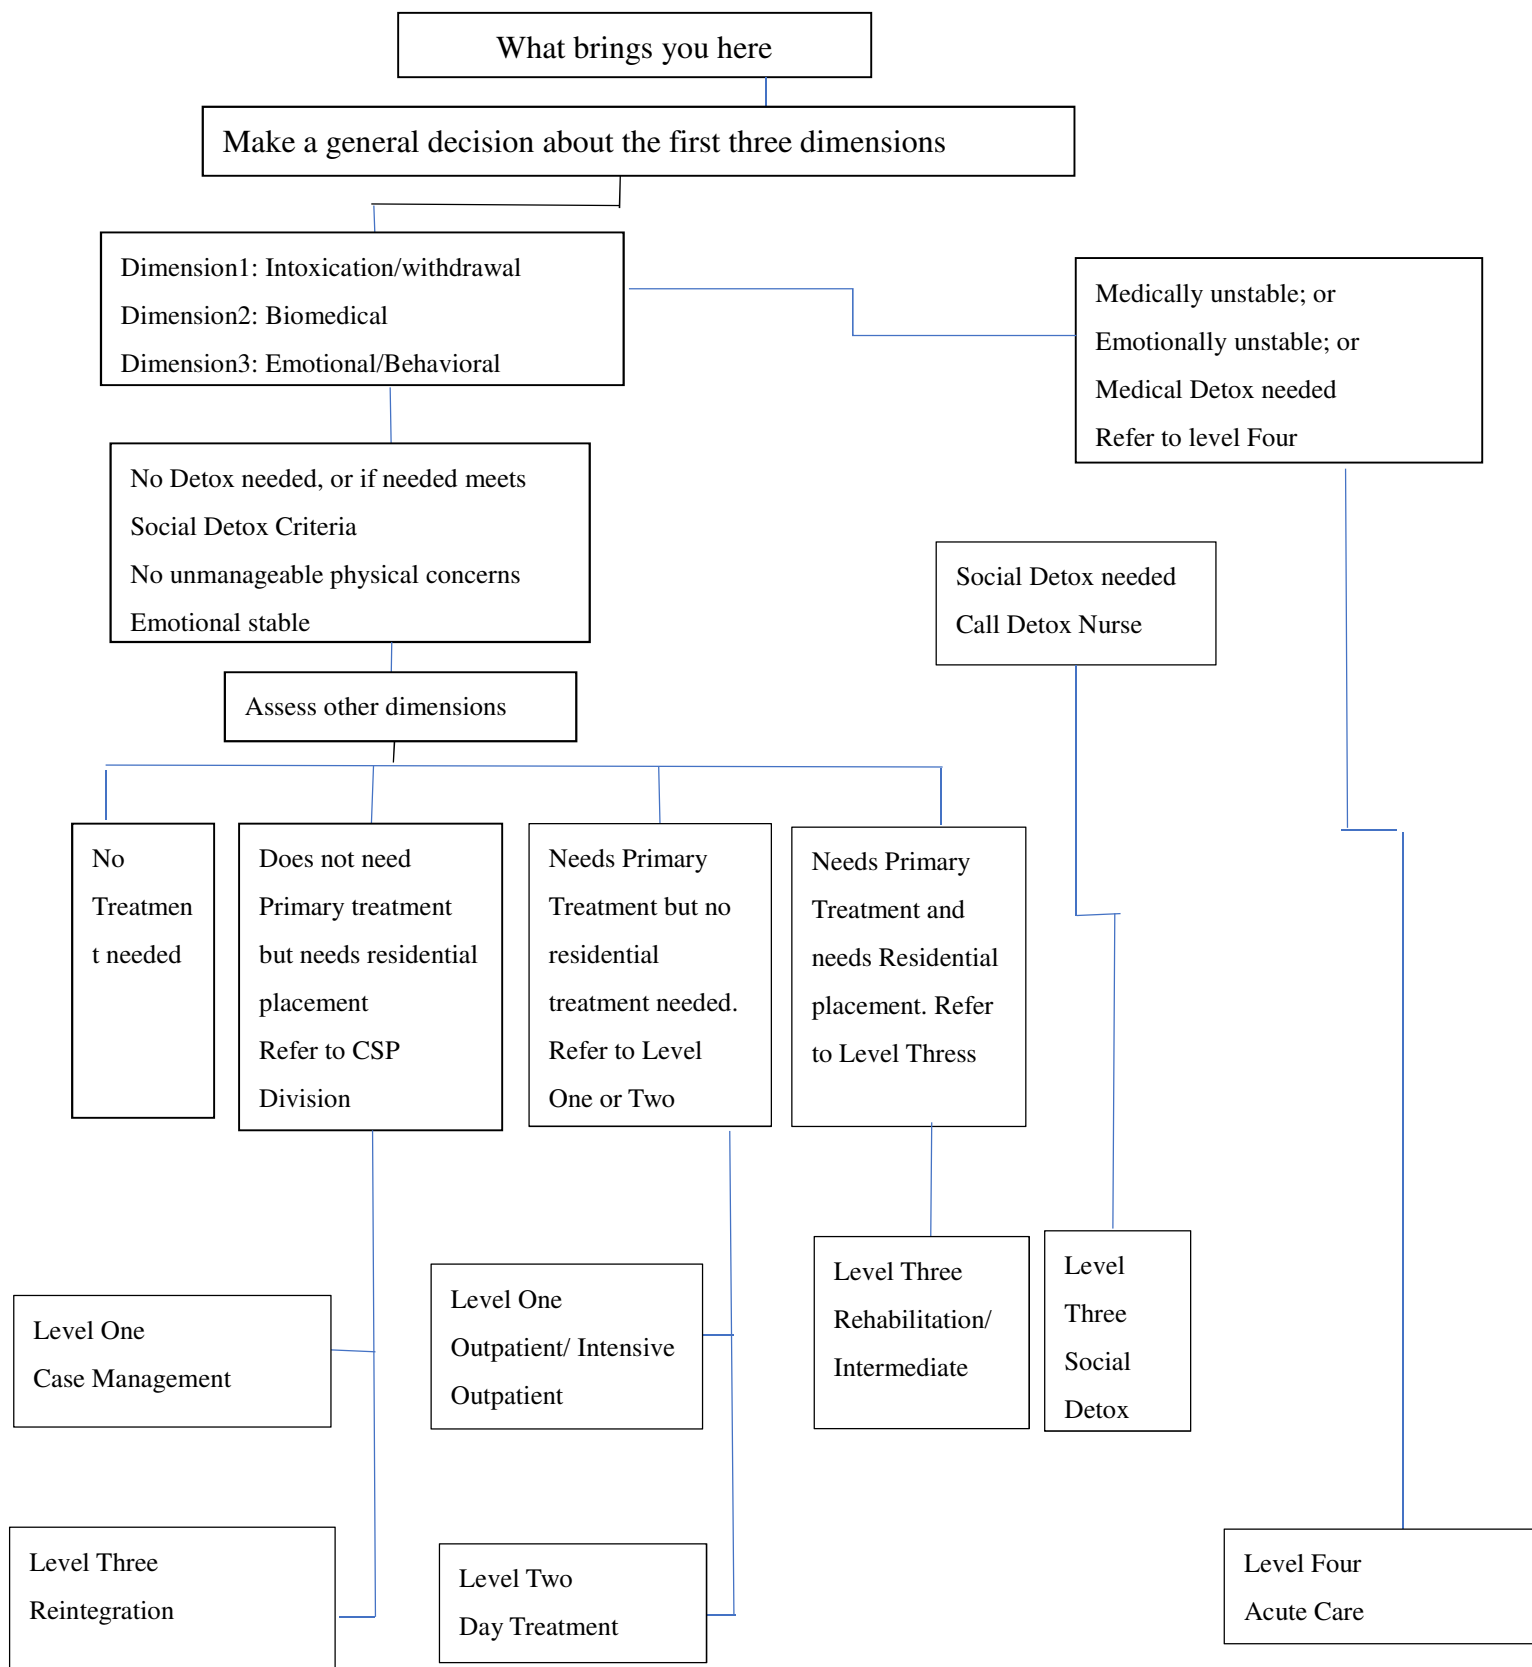 What brings you here
Make a general decision about the first three dimensions
Dimension1: Intoxication/withdrawal
Dimension2: Biomedical
Dimension3: Emotional/Behavioral
Medically unstable; or
Emotionally unstable; or
Medical Detox needed
Refer to level Four
No Detox needed, or if needed meets
Social Detox Criteria
No unmanageable physical concerns
Emotional stable
Social Detox needed
Call Detox Nurse
Assess other dimensions
No
Treatmen
t needed
Does not need
Primary treatment
but needs residential
placement
Refer to CSP
Division
Needs Primary
Treatment but no
residential
treatment needed.
Refer to Level
One or Two
Needs Primary
Treatment and
needs Residential
placement. Refer
to Level Thress
Level One
Case Management
Level One
Outpatient/ Intensive
Outpatient
Level Three
Rehabilitation/
Intermediate
Level
Three
Social
Detox
Level Three
Reintegration
Level Two
Day Treatment
Level Four
Acute Care